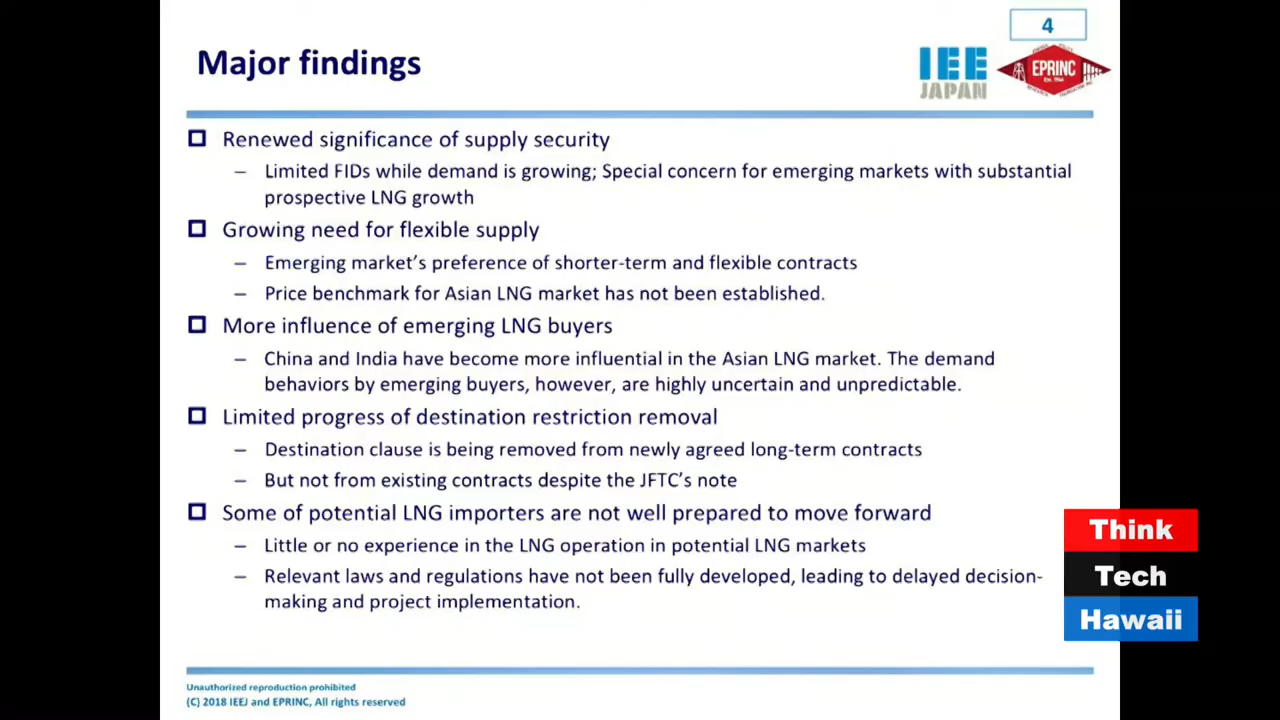 4
Major findings
IEE
JAPAN
EPRINC
Renewed significance of supply security
– Limited FIDs while demand is growing; Special concern for emerging markets with substantial
prospective LNG growth
Growing need for flexible supply
– Emerging market's preference of shorter-term and flexible contracts
– Price benchmark for Asian LNG market has not been established.
More influence of emerging LNG buyers
– China and India have become more influential in the Asian LNG market. The demand
behaviors by emerging buyers, however, are highly uncertain and unpredictable.
Limited progress of destination restriction removal
– Destination clause is being removed from newly agreed long-term contracts
– But not from existing contracts despite the JFTC's note
Some of potential LNG importers are not well prepared to move forward
– Little or no experience in the LNG operation in potential LNG markets
– Relevant laws and regulations have not been fully developed, leading to delayed decision-
making and project implementation.
Think
Tech
Hawaii
Unauthorized reproduction prohibited
(C) 2018 IEEJ and EPRINC, All rights reserved